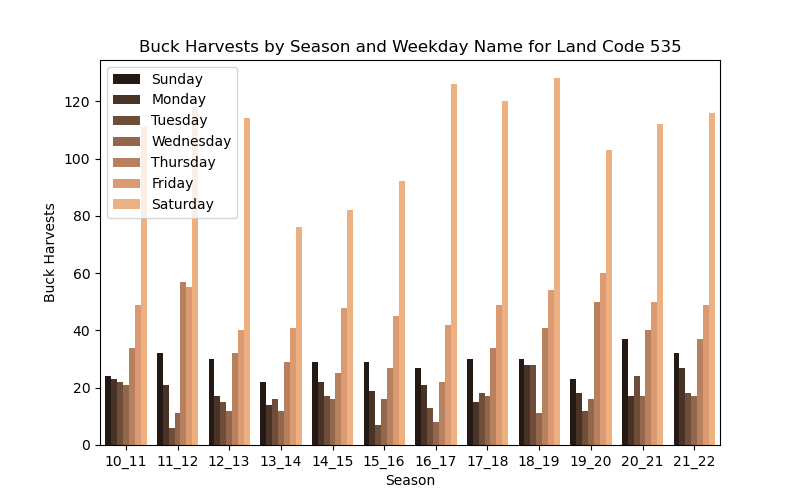 Buck Harvests by Season and Weekday Name for Land Code 535
Sunday
Monday
Tuesday
Wednesday
Thursday
Friday
Saturday
120
100
80
60
40
20
0
Buck Harvests
10_11 11_12 12_13 13_14 14_15 15_16 16_17 17_18 18_19 19_20 20_21 21_22
Season